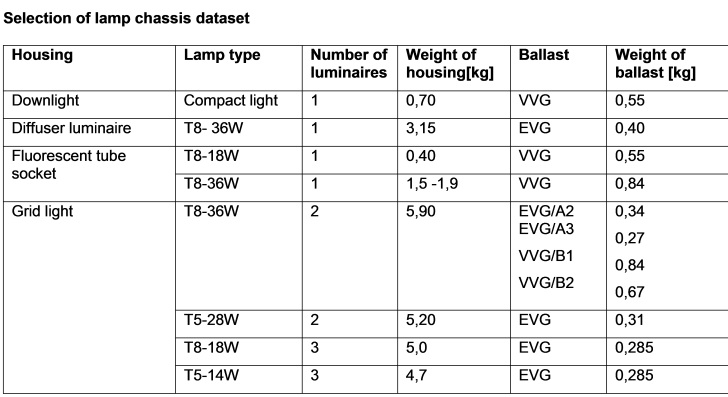 Selection of lamp chassis dataset
Housing Lamp type Number of luminaires Weight of housing[kg] Ballast Weight of ballast [kg]
Downlight Compact light 1 0,70 VVG 0,55
Diffuser luminaire T8- 36W 1 3,15 EVG 0,40
Fluorescent tube socket T8-18W 1 0,40 VVG 0,55
T8-36W 1 1,5 -1,9 VVG 0,84
Grid light T8-36W 2 5,90 EVG/A2 0,34
EVG/A3 0,27
VVG/B1 0,84
VVG/B2 0,67
T5-28W 2 5,20 EVG 0,31
T8-18W 3 5,0 EVG 0,285
T5-14W 3 4,7 EVG 0,285